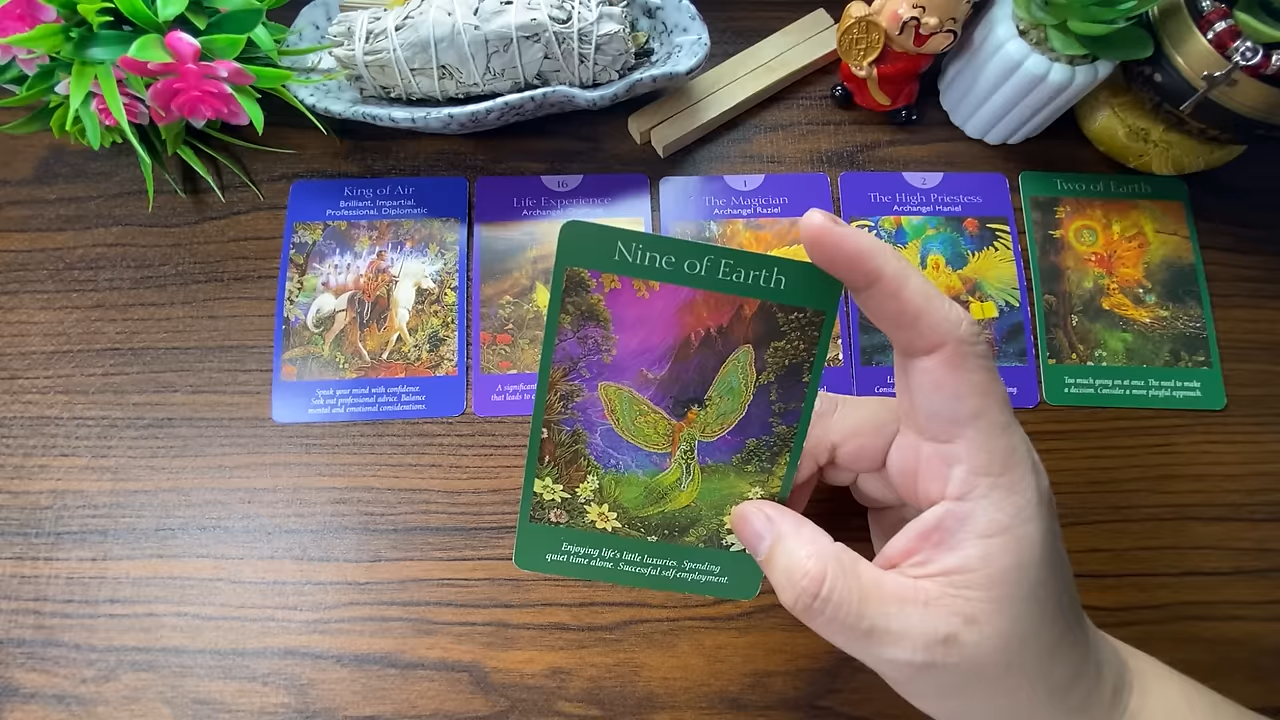 King of Air
Brilliant, Impartial,
Professional, Diplomatic
Speak your mind with confidence.
Seek out professional advice. Balance
mental and emotional considerations.
16
Life Experience
Archangel
A significant
that leads to
1
The Magician
Archangel Raziel
2
The High Priestess
Archangel Haniel
Two of Earth
Too much going on at once. The need to make
a decision. Consider a more playful approach.
Nine of Earth
Enjoying life's little luxuries. Spending
quiet time alone. Successful self-employment.